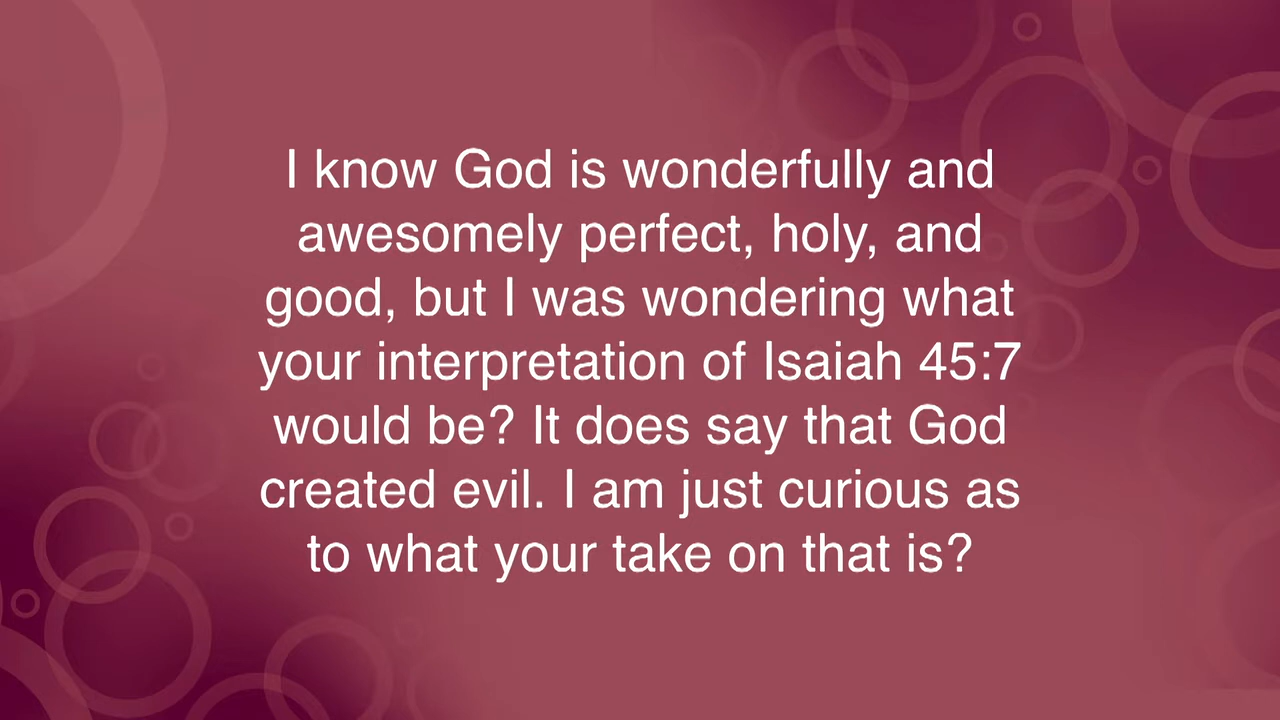 I know God is wonderfully and
awesomely perfect, holy, and
good, but I was wondering what
your interpretation of Isaiah 45:7
would be? It does say that God
created evil. I am just curious as
to what your take on that is?